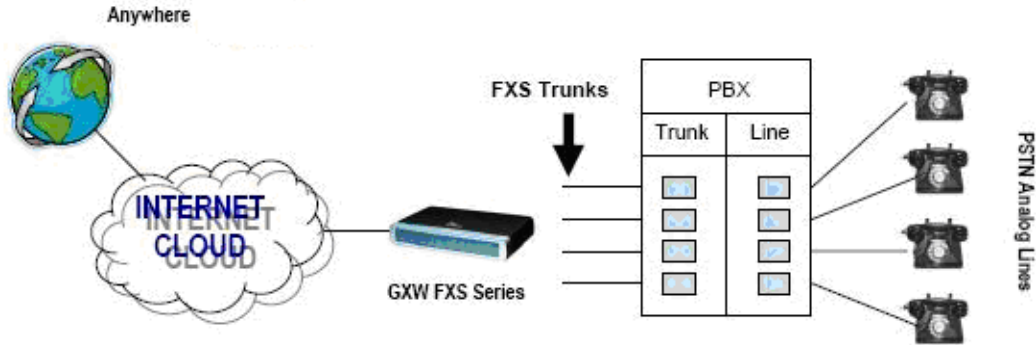 Anywhere
INTERNET
CLOUD
GXW FXS Series
FXS Trunks
PBX
Trunk
Line
PSTN Analog Lines